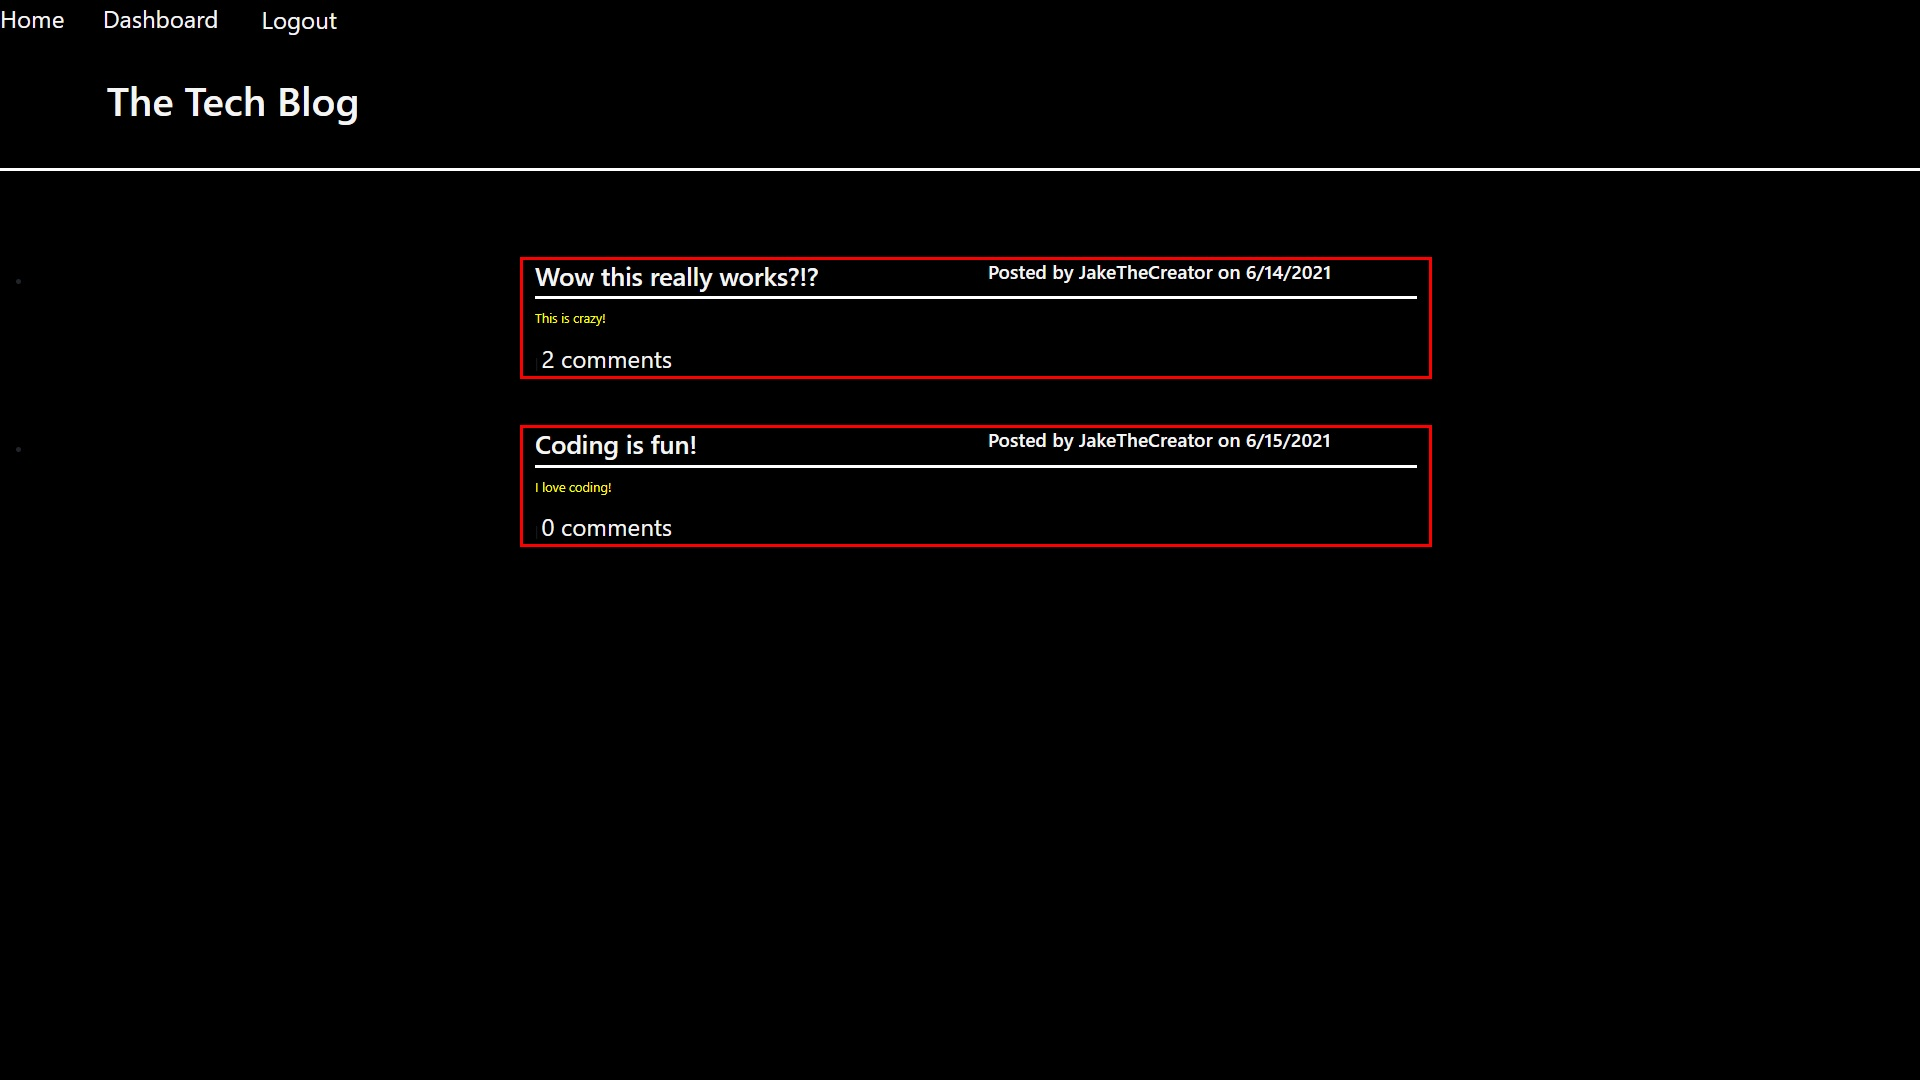 Home Dashboard Logout
The Tech Blog
Wow this really works?!? Posted by JakeTheCreator on 6/14/2021
This is crazy!
2 comments
Coding is fun! Posted by JakeTheCreator on 6/15/2021
I love coding!
0 comments